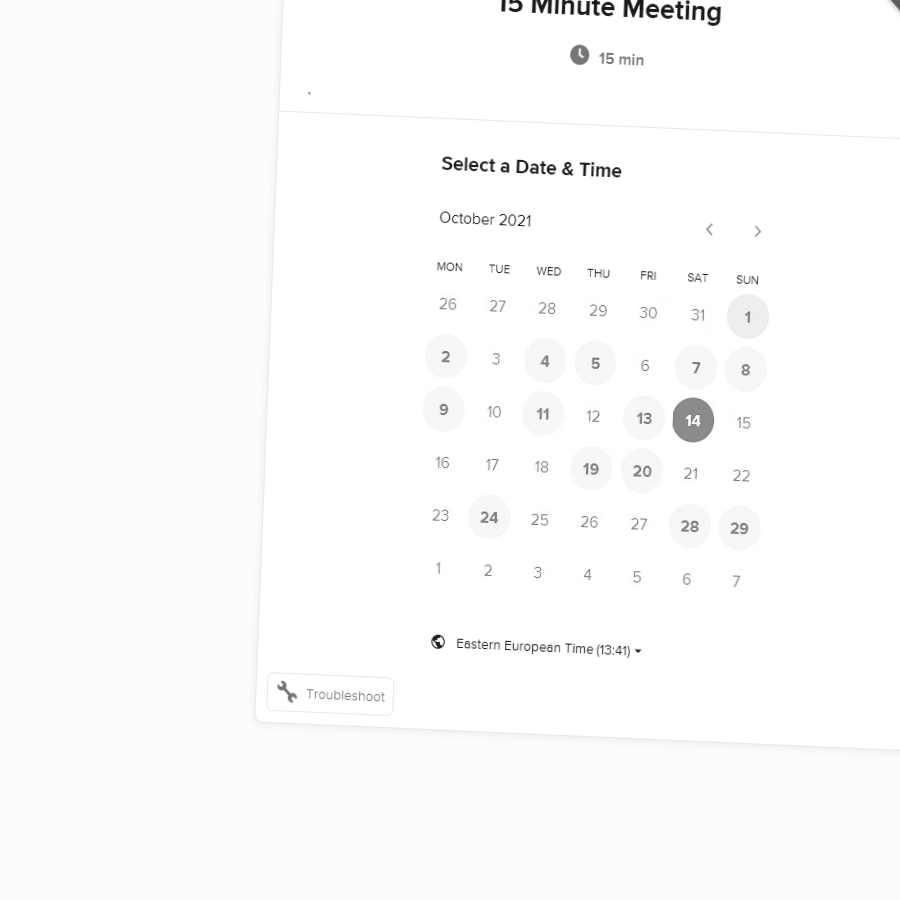 15 Minute Meeting
15 min
Select a Date & Time
October 2021
MON TUE WED THU FRI SAT SUN
26 27 28 29 30 31 1
2 3 4 5 6 7 8
9 10 11 12 13 14 15
16 17 18 19 20 21 22
23 24 25 26 27 28 29
1 2 3 4 5 6 7
Eastern European Time (13:41)
Troubleshoot